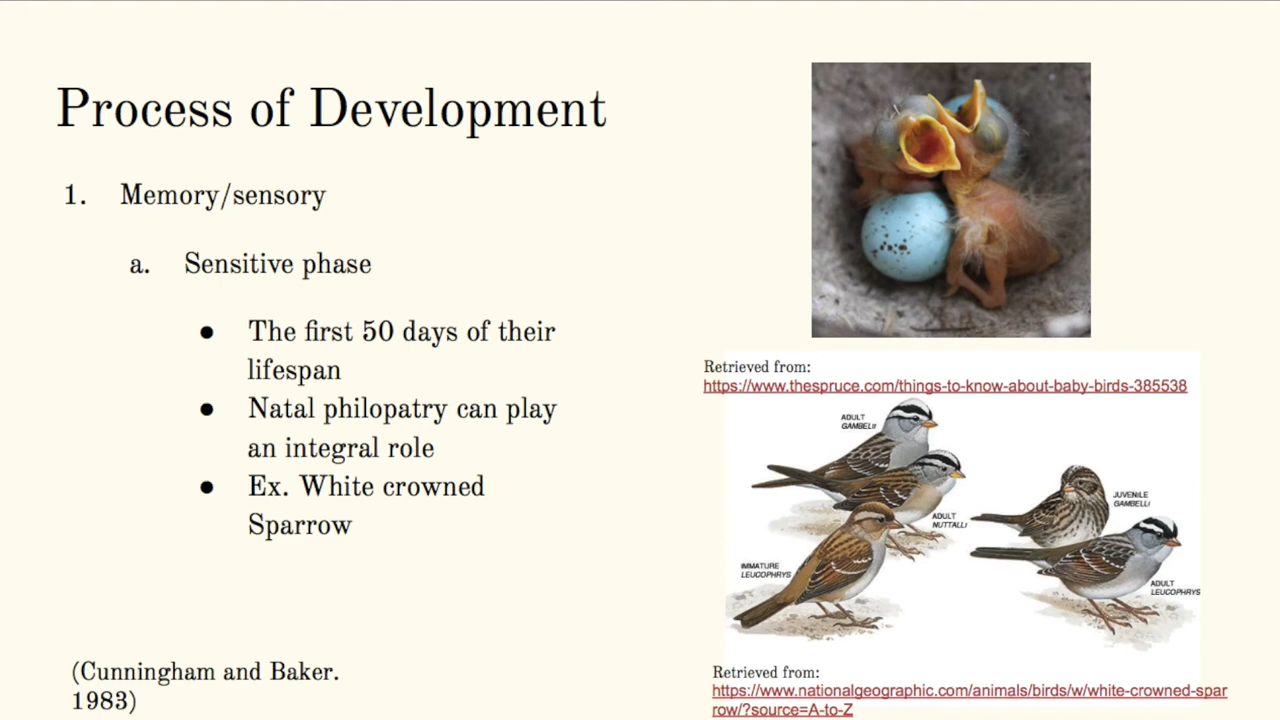 Process of Development
1. Memory/sensory
a. Sensitive phase
● The first 50 days of their
lifespan
● Natal philopatry can play
an integral role
● Ex. White crowned
Sparrow
(Cunningham and Baker.
1983)
Retrieved from:
https://www.thespruce.com/things-to-know-about-baby-birds-385538
ADULT
GAMBELII
ADULT
NUTTALLI
IMMATURE
LEUCOPHRYS
JUVENILE
GAMBELLI
ADULT
LEUCOPHRYS
Retrieved from:
https://www.nationalgeographic.com/animals/birds/w/white-crowned-spar
row/?source=A-to-Z